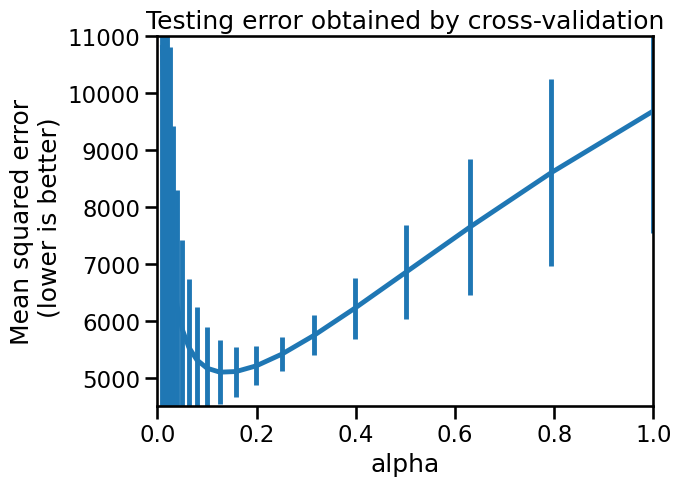 Testing error obtained by cross-validation
11000
10000
9000
8000
7000
6000
5000
Mean squared error
(lower is better)
0.0 0.2 0.4 0.6 0.8 1.0
alpha